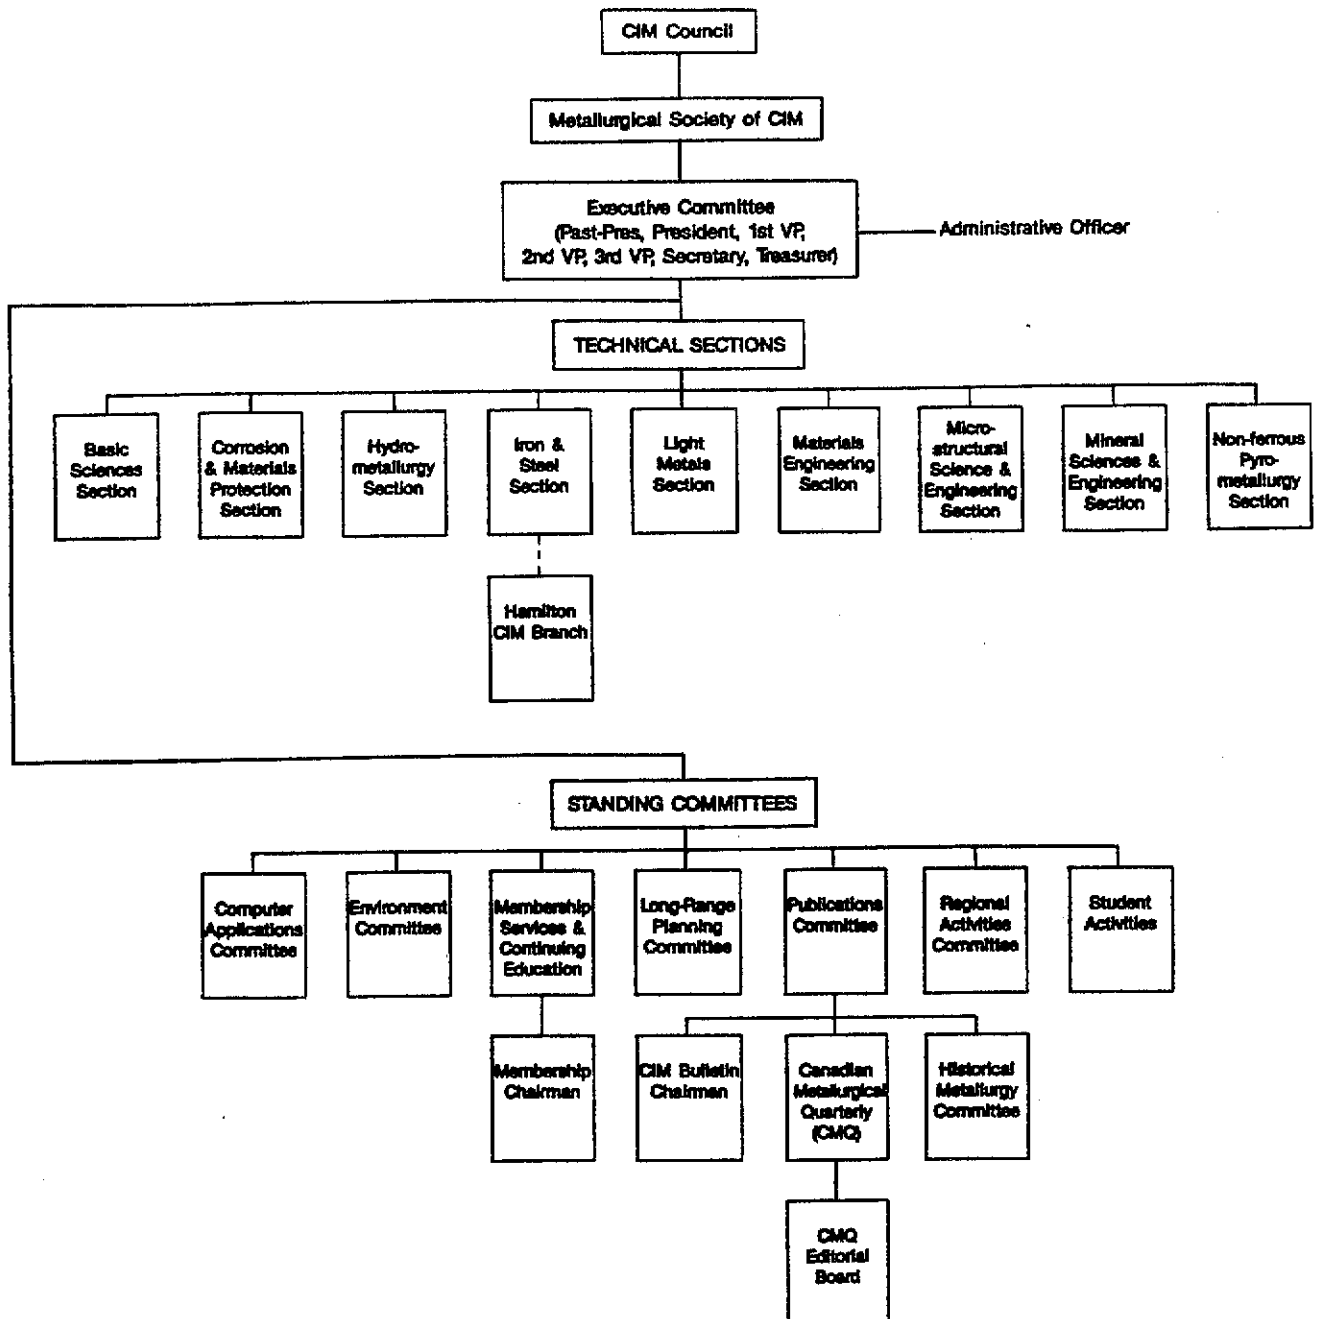 CIM Council
Metallurgical Society of CIM
Executive Committee
(Past-Pres, President, 1st VP,
2nd VP, 3rd VP, Secretary, Treasurer)
Administrative Officer
TECHNICAL SECTIONS
Basic
Sciences
Section
Corrosion
& Materials
Protection
Section
Hydro-
metallurgy
Section
Iron &
Steel
Section
Light
Metals
Section
Materials
Engineering
Section
Micro-
structural
Science &
Engineering
Section
Mineral
Sciences &
Engineering
Section
Non-ferrous
Pyro-
metallurgy
Section
Hamilton
CIM Branch
STANDING COMMITTEES
Computer
Applications
Committee
Environment
Committee
Membership
Services &
Continuing
Education
Long-Range
Planning
Committee
Publications
Committee
Regional
Activities
Committee
Student
Activities
Membership
Chairman
CIM Bulletin
Chairman
Canadian
Metallurgical
Quarterly
(CMQ)
Historical
Metallurgy
Committee
CMQ
Editorial
Board